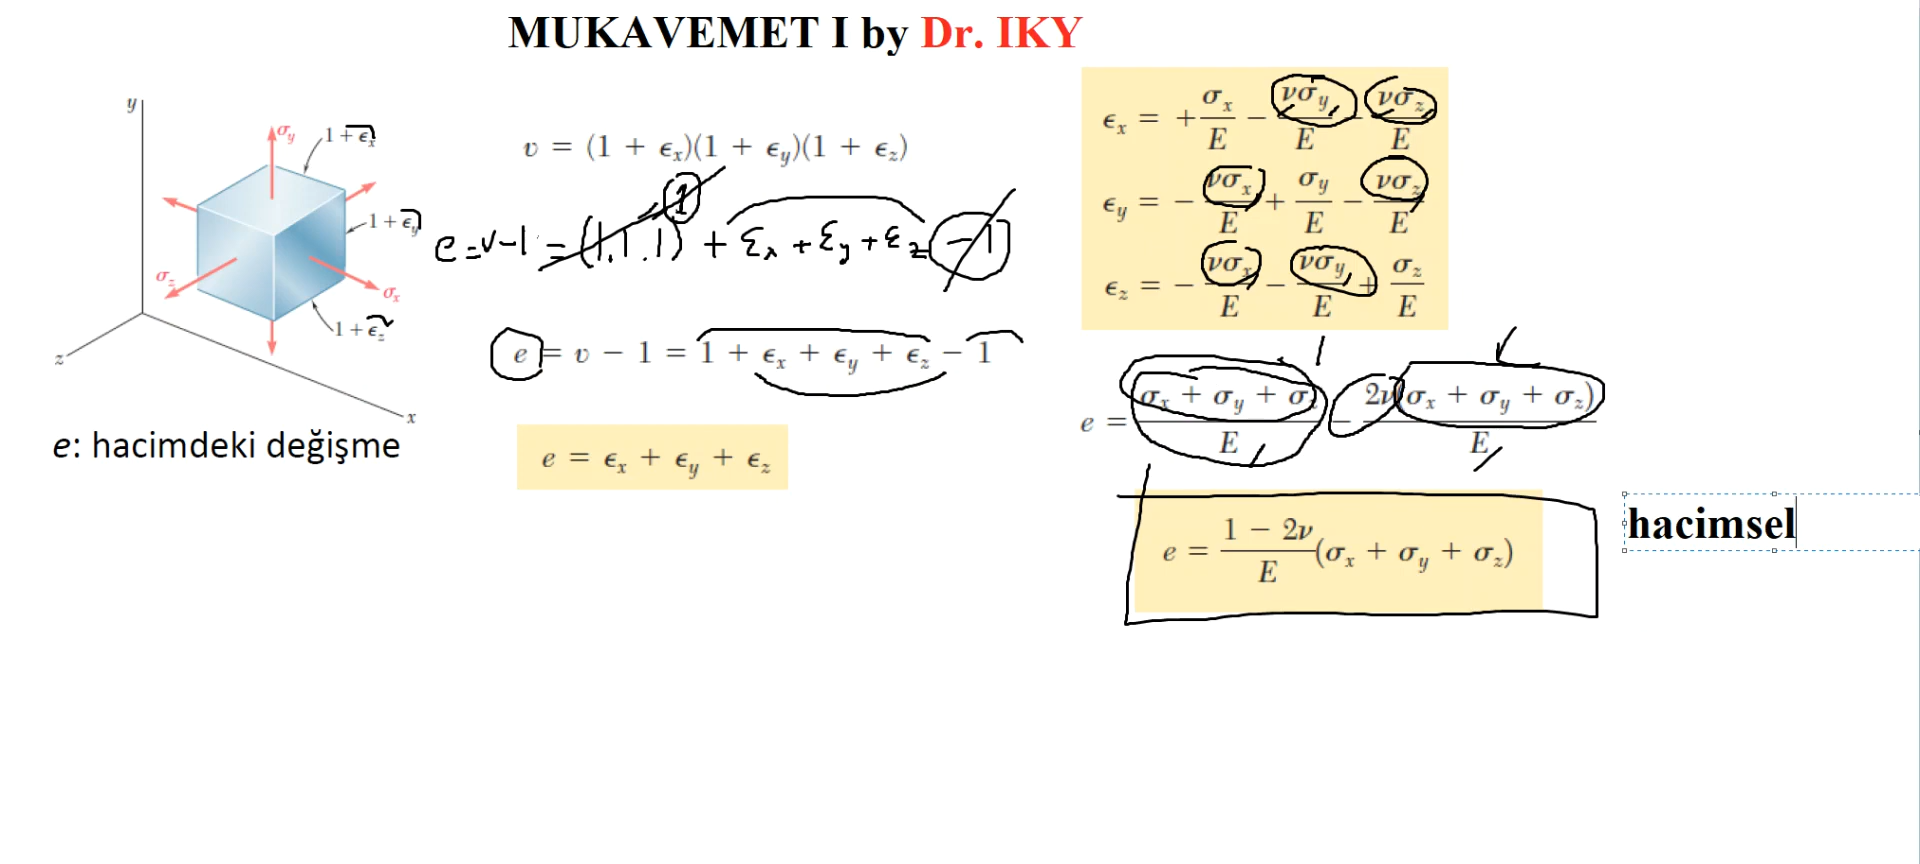 MUKAVEMET I by Dr. IKY
y
σy
1 + ϵx
1 + ϵy
σz
σx
1 + ϵz
z
x
e: hacimdeki değişme
v = (1 + ϵx)(1 + ϵy)(1 + ϵz)
1
e = v - 1 = (1.1.1) + εx + εy + εz - 1
e = v − 1 = 1 + ϵx + ϵy + ϵz − 1
e = ϵx + ϵy + ϵz
ϵx = +σx/E − νσy/E − νσz/E
ϵy = −νσx/E + σy/E − νσz/E
ϵz = −νσx/E − νσy/E + σz/E
e = (σx + σy + σz)/E − 2ν(σx + σy + σz)/E
e = (1 − 2ν)/E (σx + σy + σz)
hacimsel